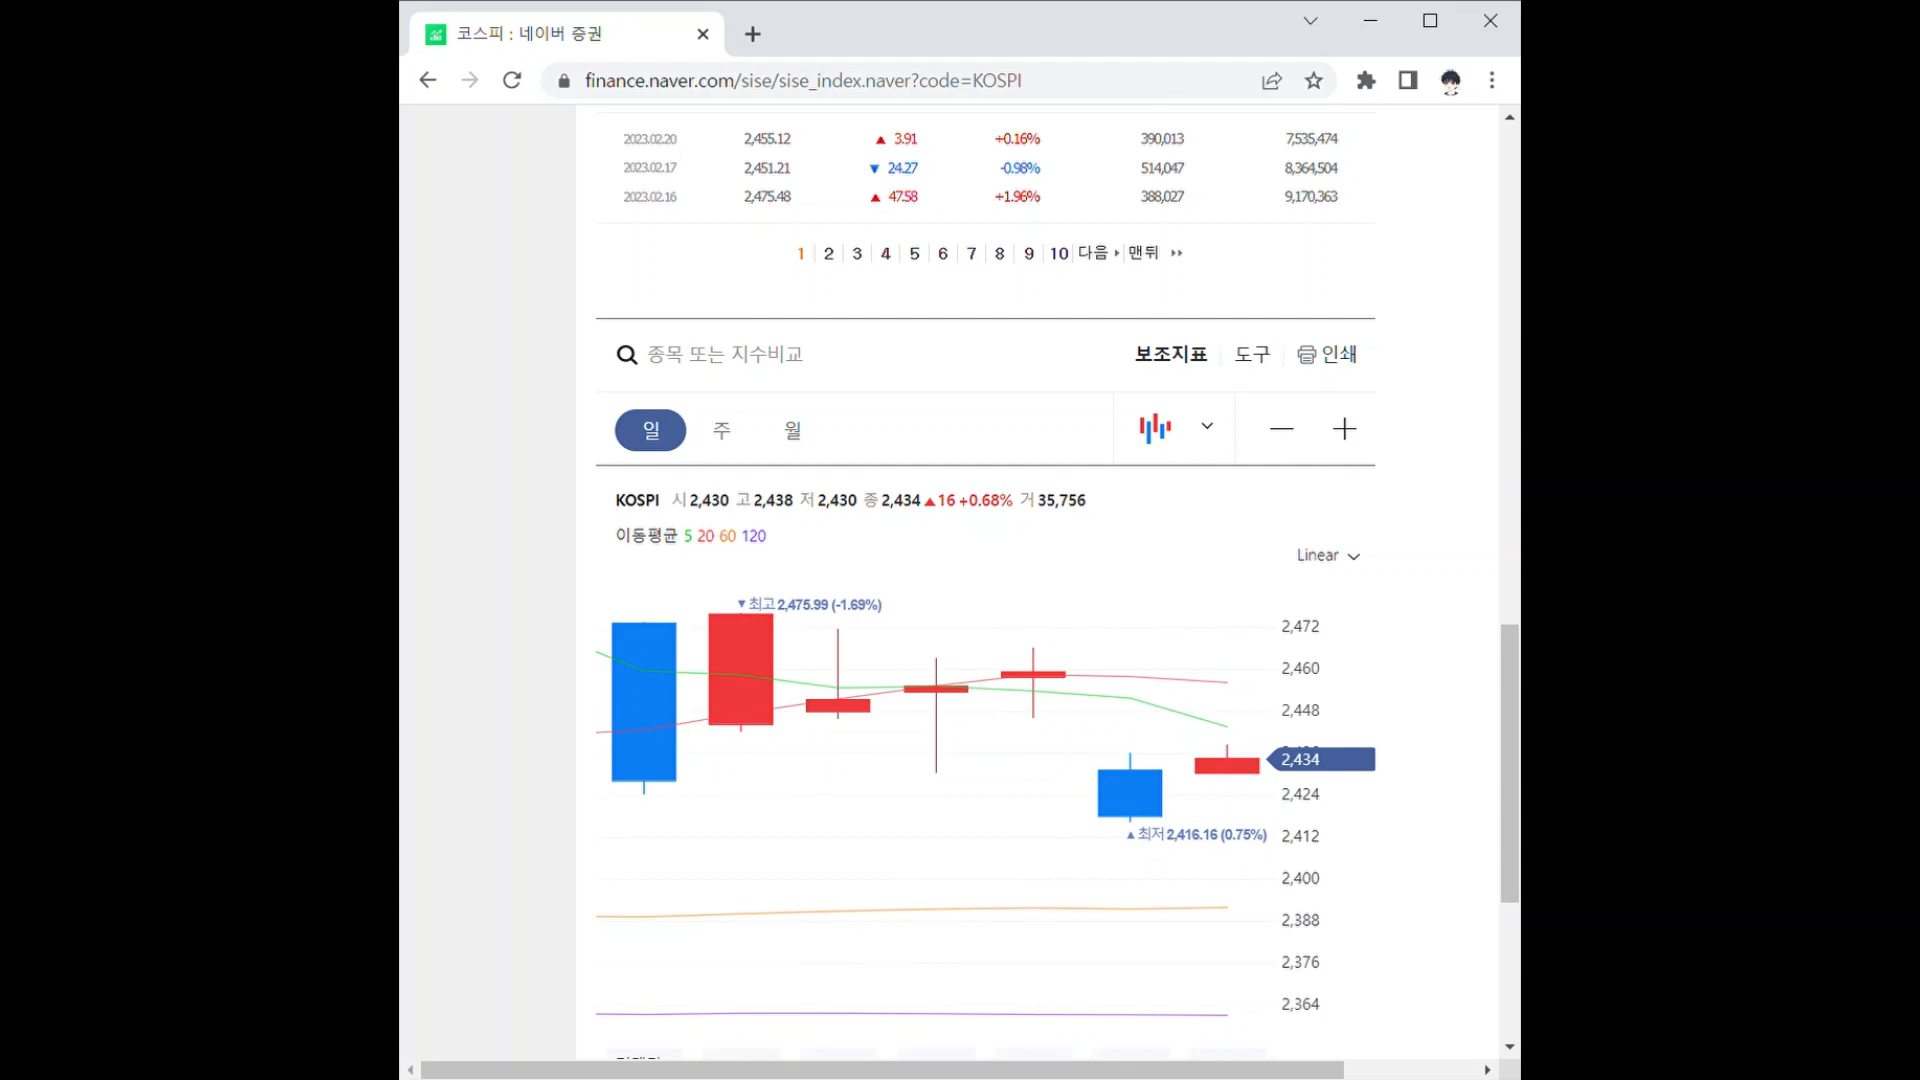 코스피 : 네이버 증권
finance.naver.com/sise/sise_index.naver?code=KOSPI
2023.02.20 2,455.12 ▲ 3.91 +0.16% 390,013 7,535,474
2023.02.17 2,451.21 ▼ 24.27 -0.98% 514,047 8,364,504
2023.02.16 2,475.48 ▲ 47.58 +1.96% 388,027 9,170,363
1 2 3 4 5 6 7 8 9 10 다음 맨뒤
종목 또는 지수비교 보조지표 도구 인쇄
일 주 월
KOSPI 시 2,430 고 2,438 저 2,430 종 2,434 ▲16 +0.68% 거 35,756
이동평균 5 20 60 120
Linear
▼최고 2,475.99 (-1.69%)
2,472
2,460
2,448
2,434
2,424
▲최저 2,416.16 (0.75%) 2,412
2,400
2,388
2,376
2,364